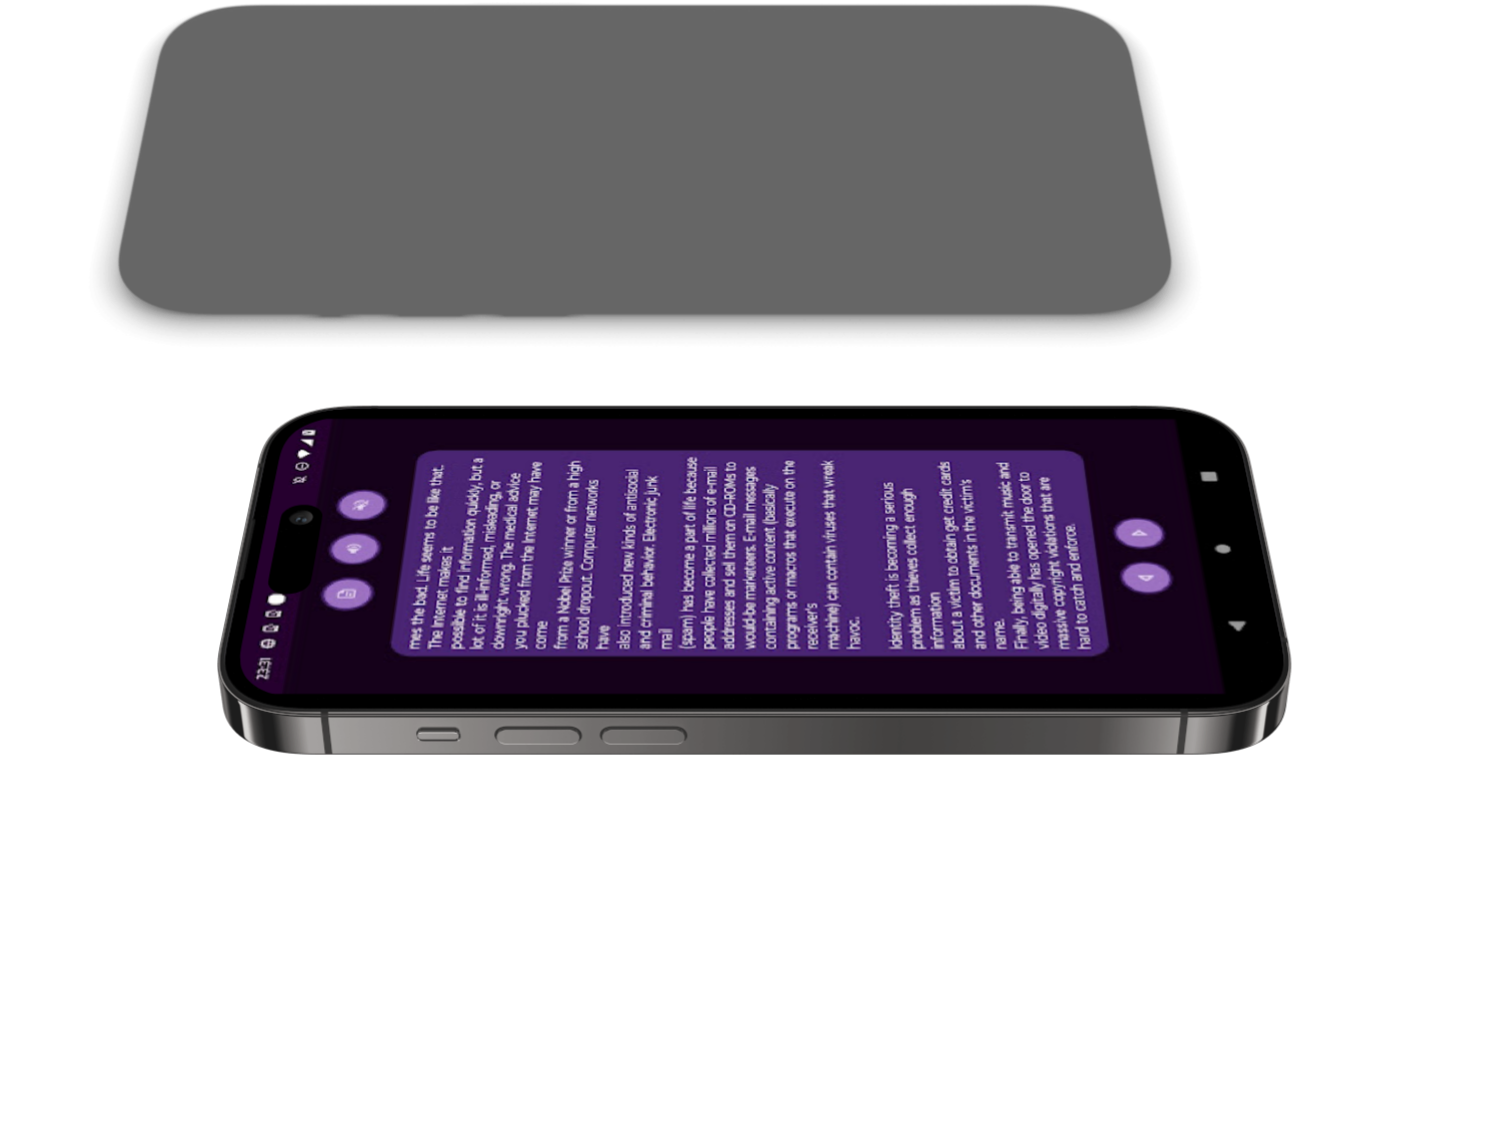 23:31
mes the bad. Life seems to be like that.
The Internet makes it
possible to find information quickly, but a
lot of it is ill-informed, misleading, or
downright wrong. The medical advice
you plucked from the Internet may have
come
from a Nobel Prize winner or from a high
school dropout. Computer networks
have
also introduced new kinds of antisocial
and criminal behavior. Electronic junk
mail
(spam) has become a part of life because
people have collected millions of e-mail
addresses and sell them on CD-ROMs to
would-be marketeers. E-mail messages
containing active content (basically
programs or macros that execute on the
receiver's
machine) can contain viruses that wreak
havoc.
Identity theft is becoming a serious
problem as thieves collect enough
information
about a victim to obtain get credit cards
and other documents in the victim's
name.
Finally, being able to transmit music and
video digitally has opened the door to
massive copyright violations that are
hard to catch and enforce.